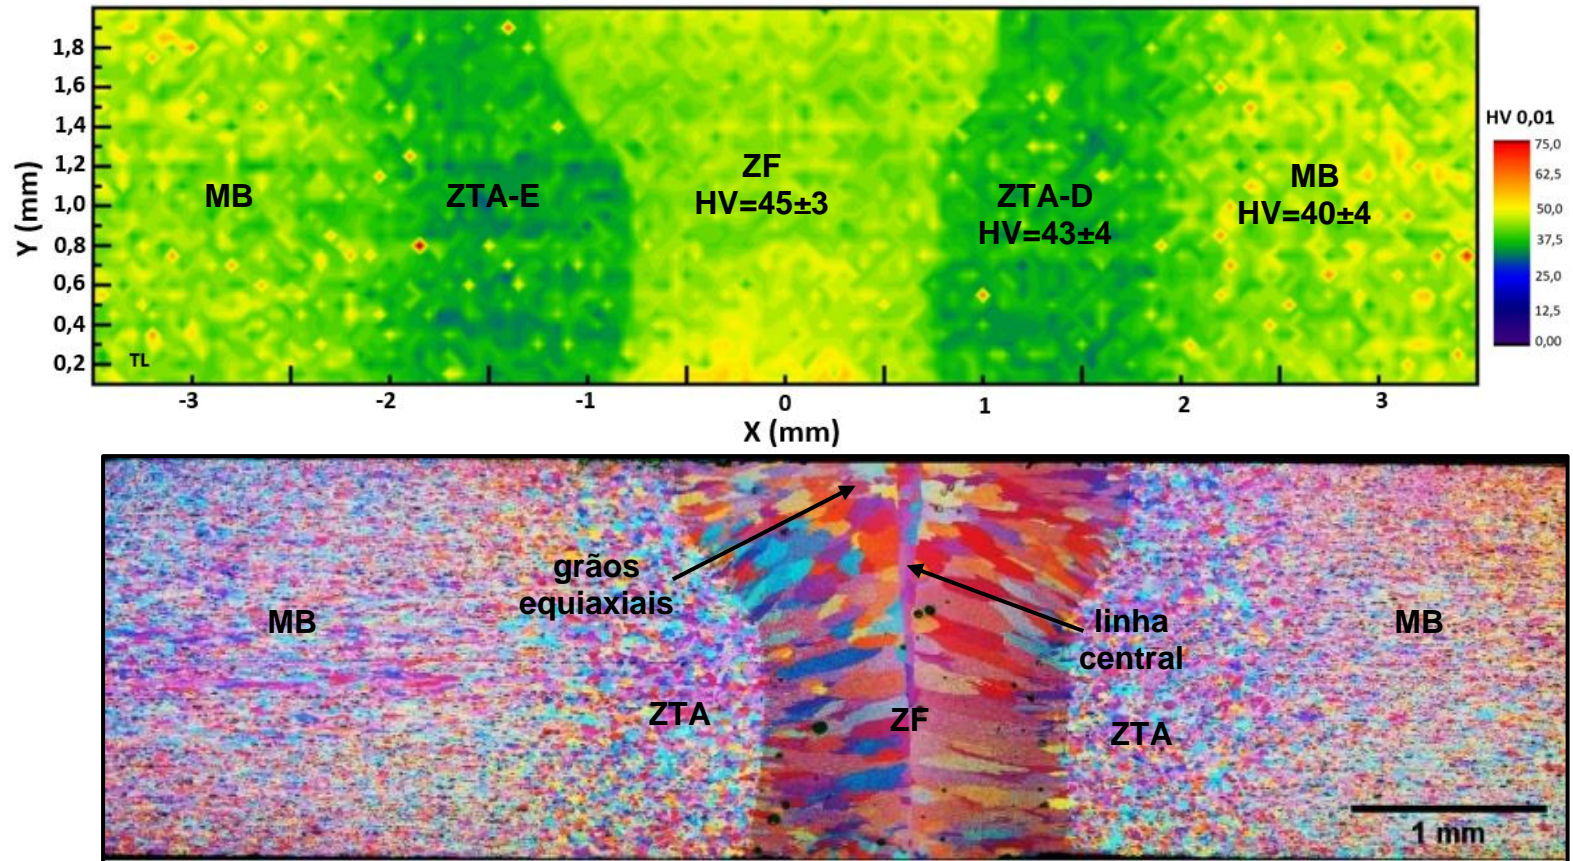 1,8
1,6
1,4
1,2
1,0
0,8
0,6
0,4
0,2
Y (mm)
MB
ZTA-E
ZF
HV=45±3
ZTA-D
HV=43±4
MB
HV=40±4
TL
-3
-2
-1
0
1
2
3
X (mm)
HV 0,01
75,0
62,5
50,0
37,5
25,0
12,5
0,00
grãos
equiaxiais
MB
linha
central
MB
ZTA
ZF
ZTA
1 mm